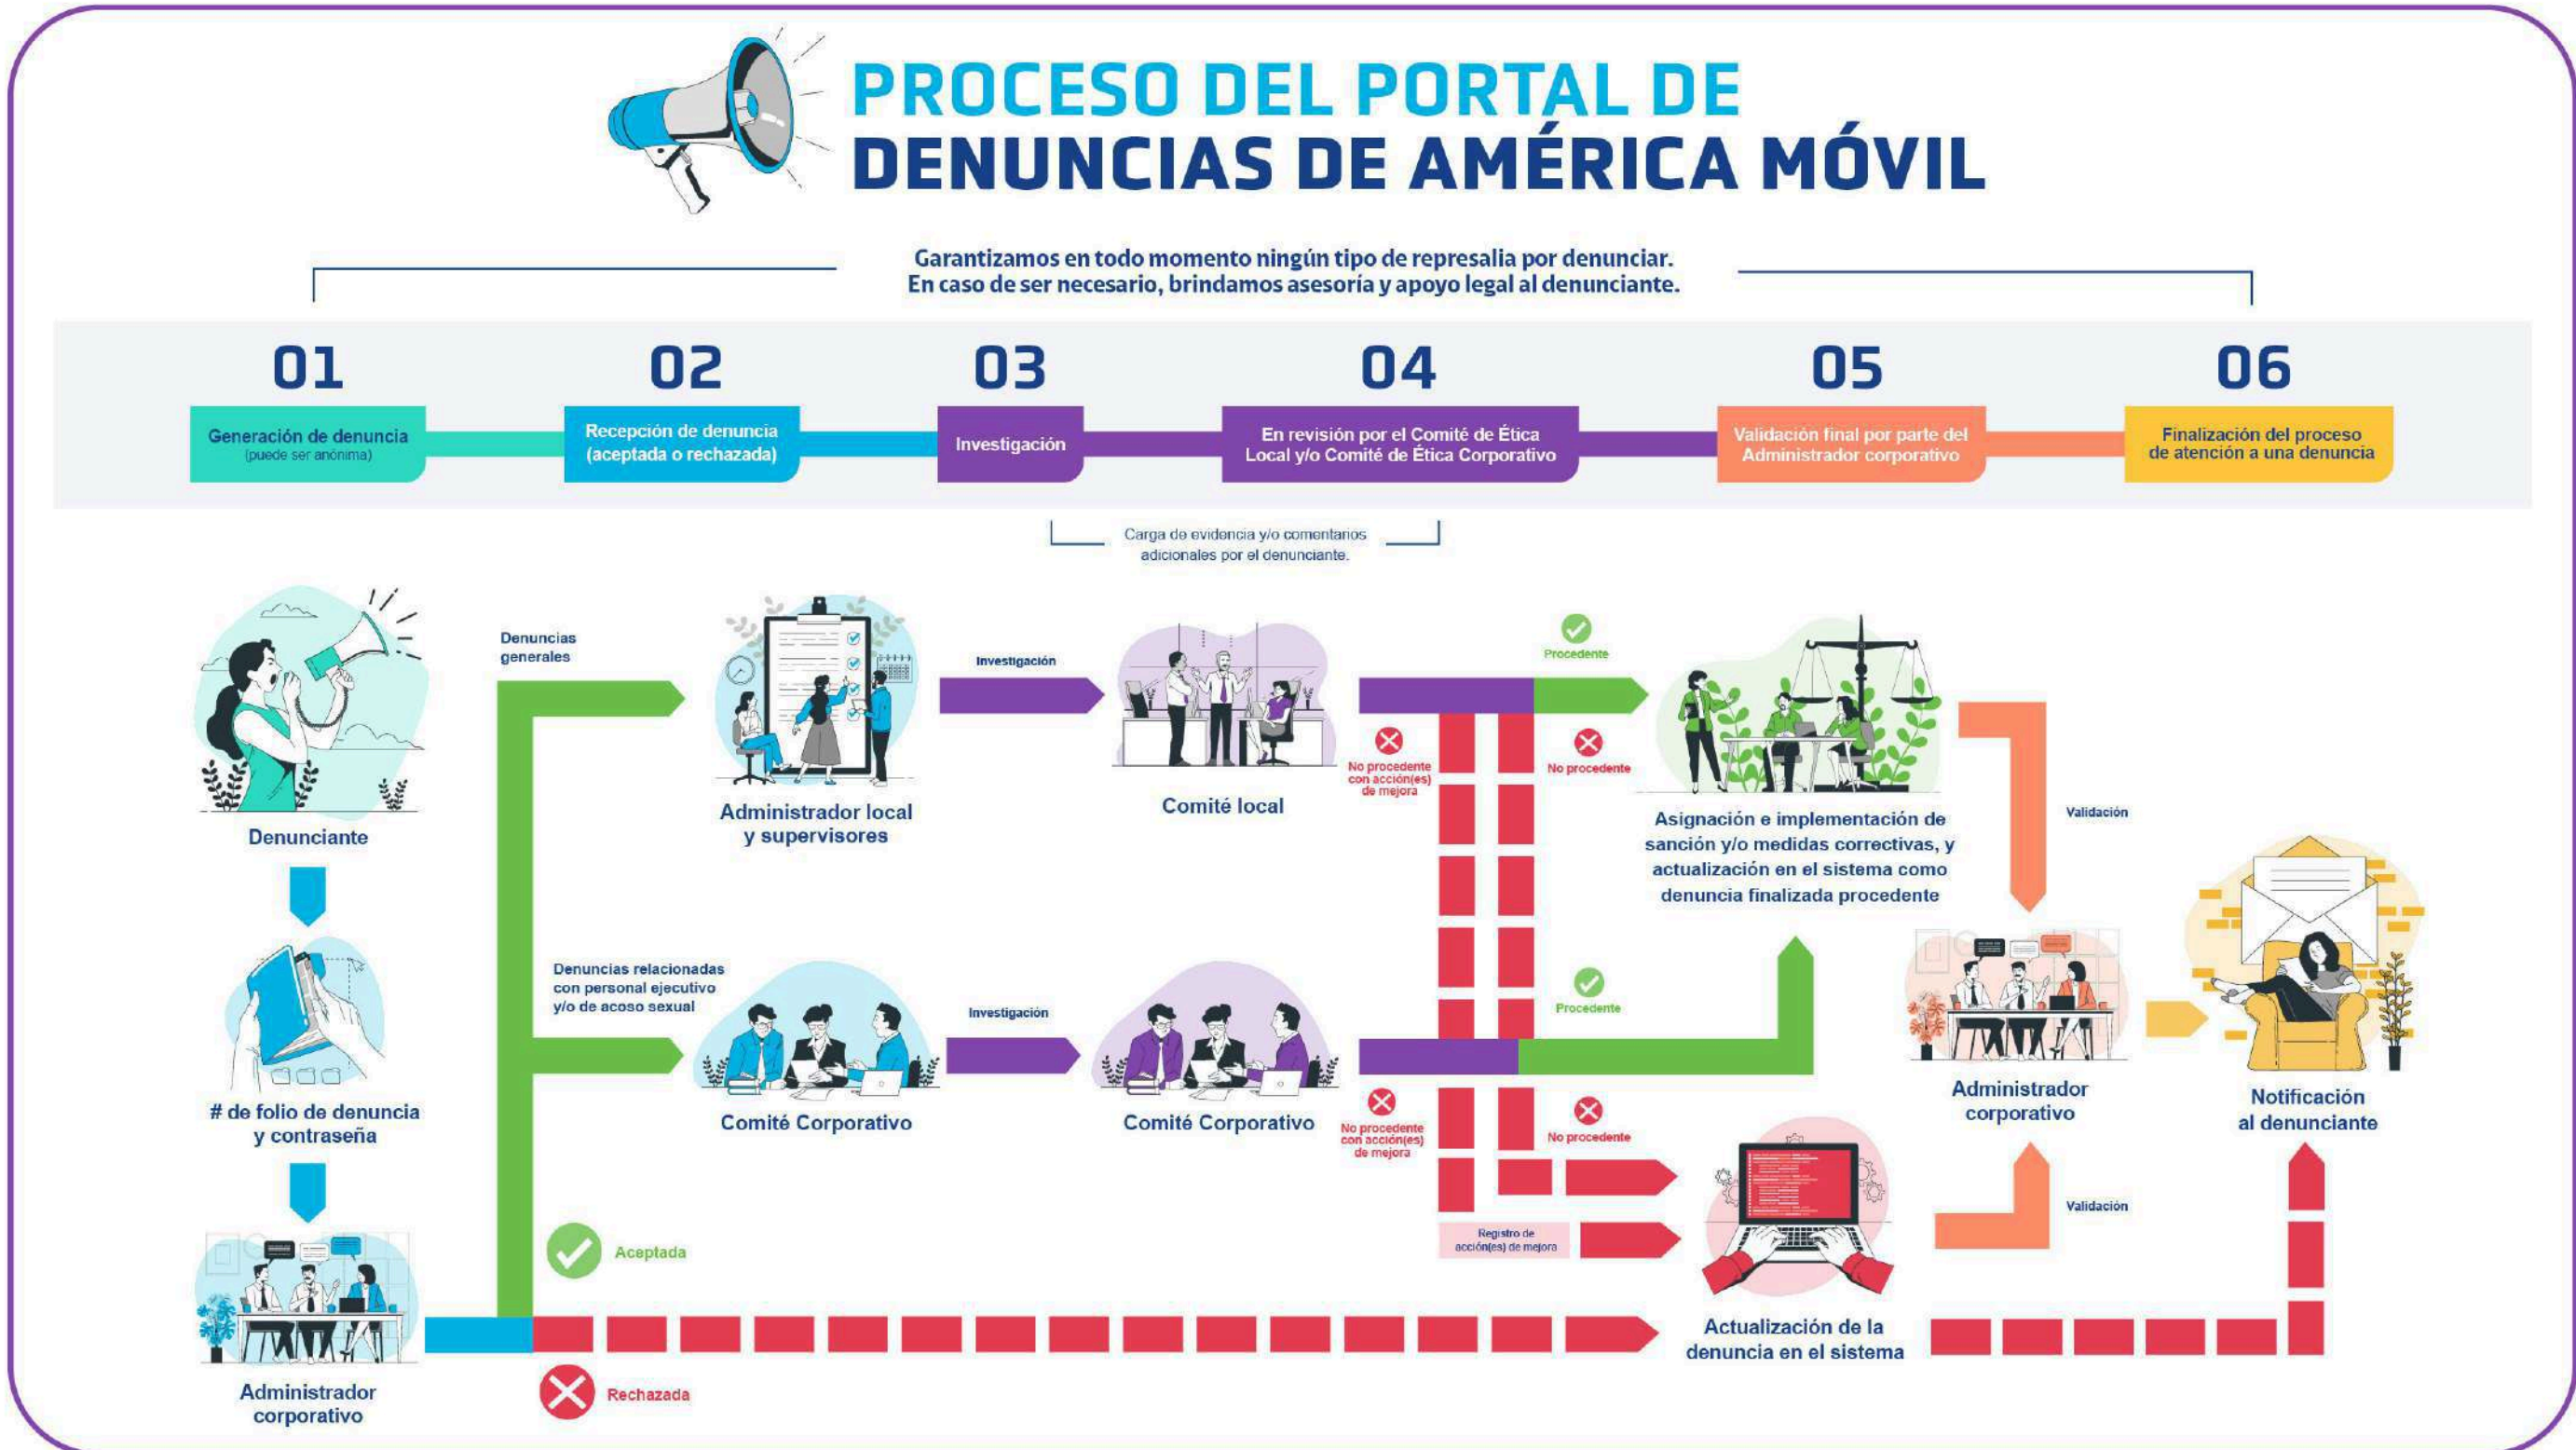 PROCESO DEL PORTAL DE
DENUNCIAS DE AMÉRICA MÓVIL
Garantizamos en todo momento ningún tipo de represalia por denunciar.
En caso de ser necesario, brindamos asesoría y apoyo legal al denunciante.
01
02
03
04
05
06
Generación de denuncia
(puede ser anónima)
Recepción de denuncia
(aceptada o rechazada)
Investigación
En revisión por el Comité de Ética
Local y/o Comité de Ética Corporativo
Validación final por parte del
Administrador corporativo
Finalización del proceso
de atención a una denuncia
Carga de evidencia y/o comentarios
adicionales por el denunciante.
Denunciante
# de folio de denuncia
y contraseña
Administrador
corporativo
Aceptada
Rechazada
Denuncias
generales
Administrador local
y supervisores
Investigación
Comité local
Procedente
No procedente
con acción(es)
de mejora
No procedente
Asignación e implementación de
sanción y/o medidas correctivas, y
actualización en el sistema como
denuncia finalizada procedente
Validación
Denuncias relacionadas
con personal ejecutivo
y/o de acoso sexual
Comité Corporativo
Investigación
Comité Corporativo
Procedente
No procedente
con acción(es)
de mejora
No procedente
Registro de
acción(es) de mejora
Actualización de la
denuncia en el sistema
Administrador
corporativo
Validación
Notificación
al denunciante